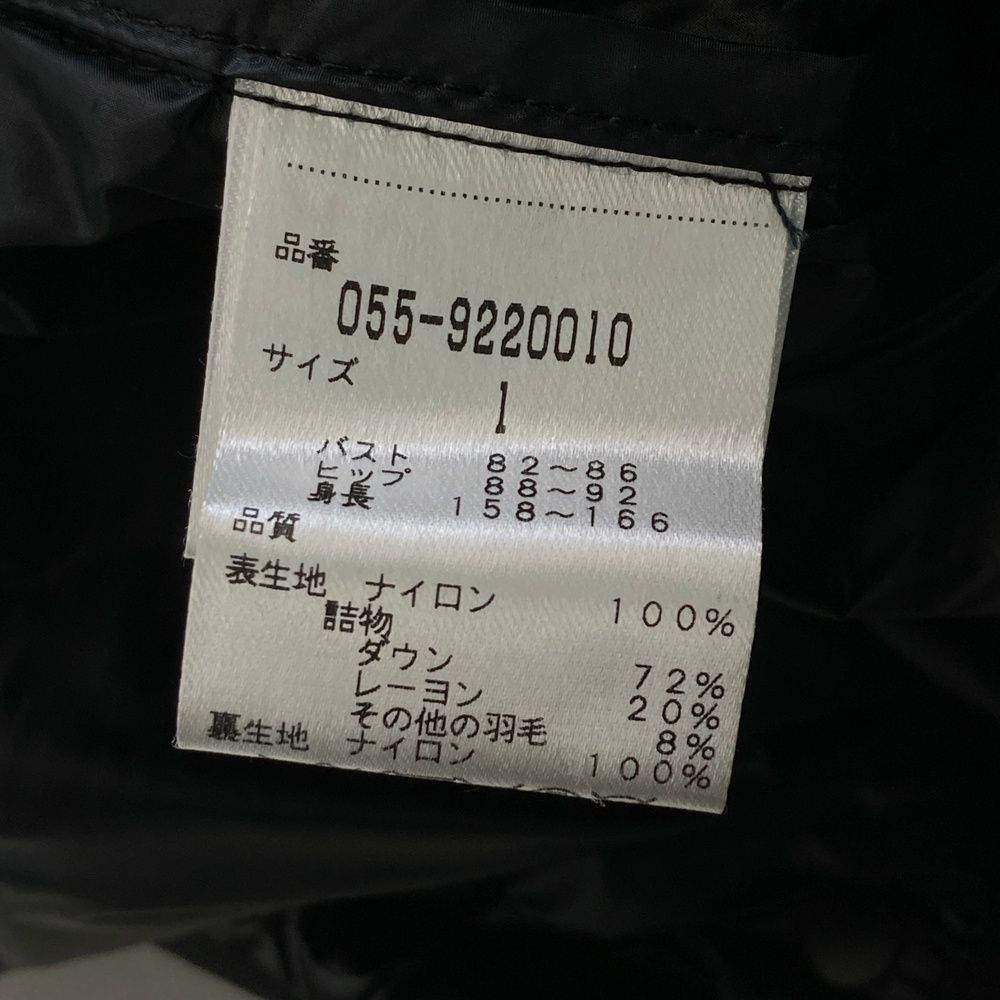 品番
055-9220010
サイズ
1
バスト 82～86
ヒップ 88～92
身長 158～166
品質
表生地 ナイロン 100%
詰物
ダウン 72%
レーヨン 20%
その他の羽毛 8%
裏生地 ナイロン 100%